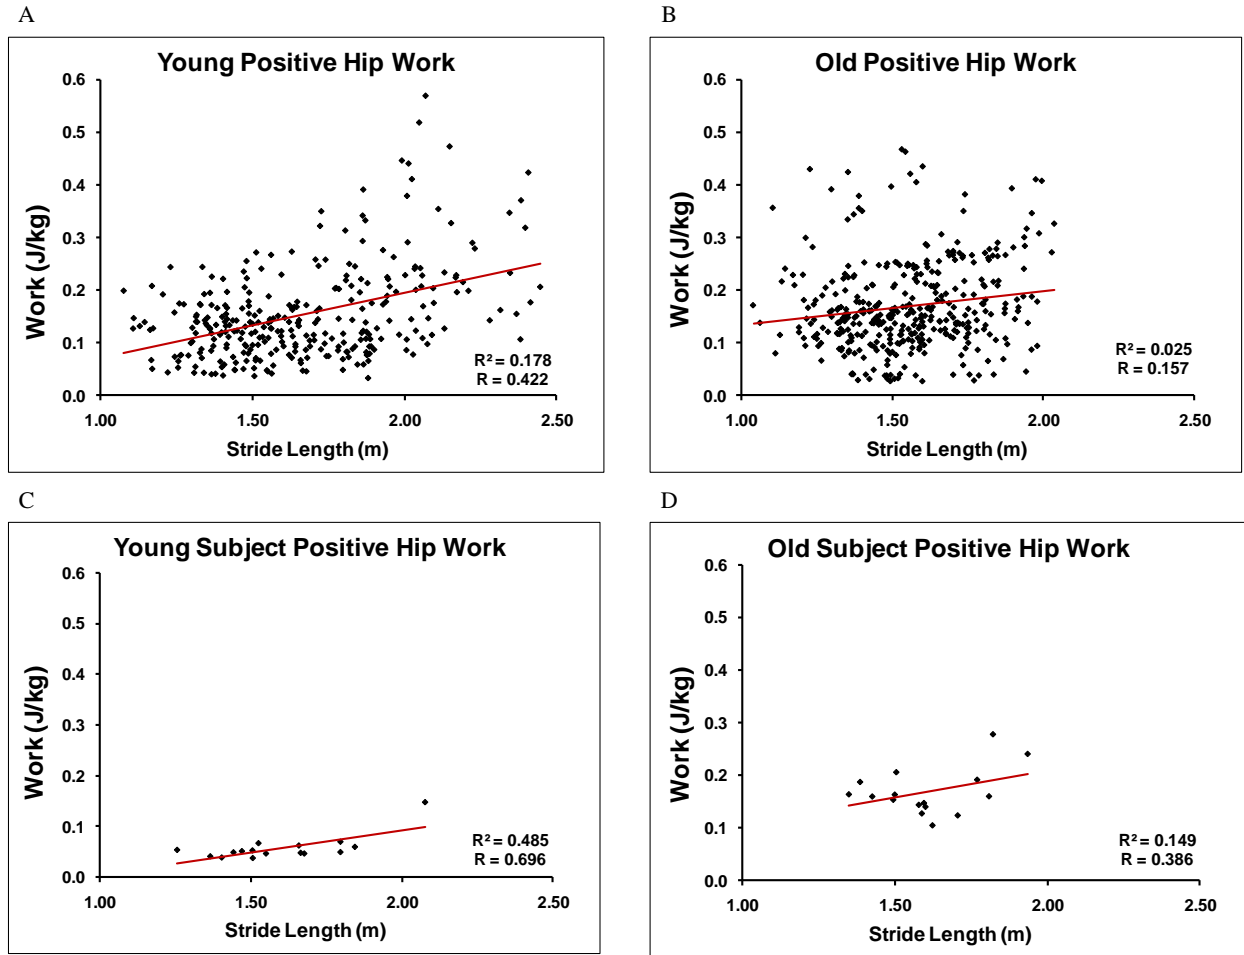 A
Young Positive Hip Work
0.6
0.5
0.4
0.3
0.2
0.1
0.0
Work (J/kg)
R² = 0.178
R = 0.422
1.00 1.50 2.00 2.50
Stride Length (m)
B
Old Positive Hip Work
0.6
0.5
0.4
0.3
0.2
0.1
0.0
Work (J/kg)
R² = 0.025
R = 0.157
1.00 1.50 2.00 2.50
Stride Length (m)
C
Young Subject Positive Hip Work
0.6
0.5
0.4
0.3
0.2
0.1
0.0
Work (J/kg)
R² = 0.485
R = 0.696
1.00 1.50 2.00 2.50
Stride Length (m)
D
Old Subject Positive Hip Work
0.6
0.5
0.4
0.3
0.2
0.1
0.0
Work (J/kg)
R² = 0.149
R = 0.386
1.00 1.50 2.00 2.50
Stride Length (m)